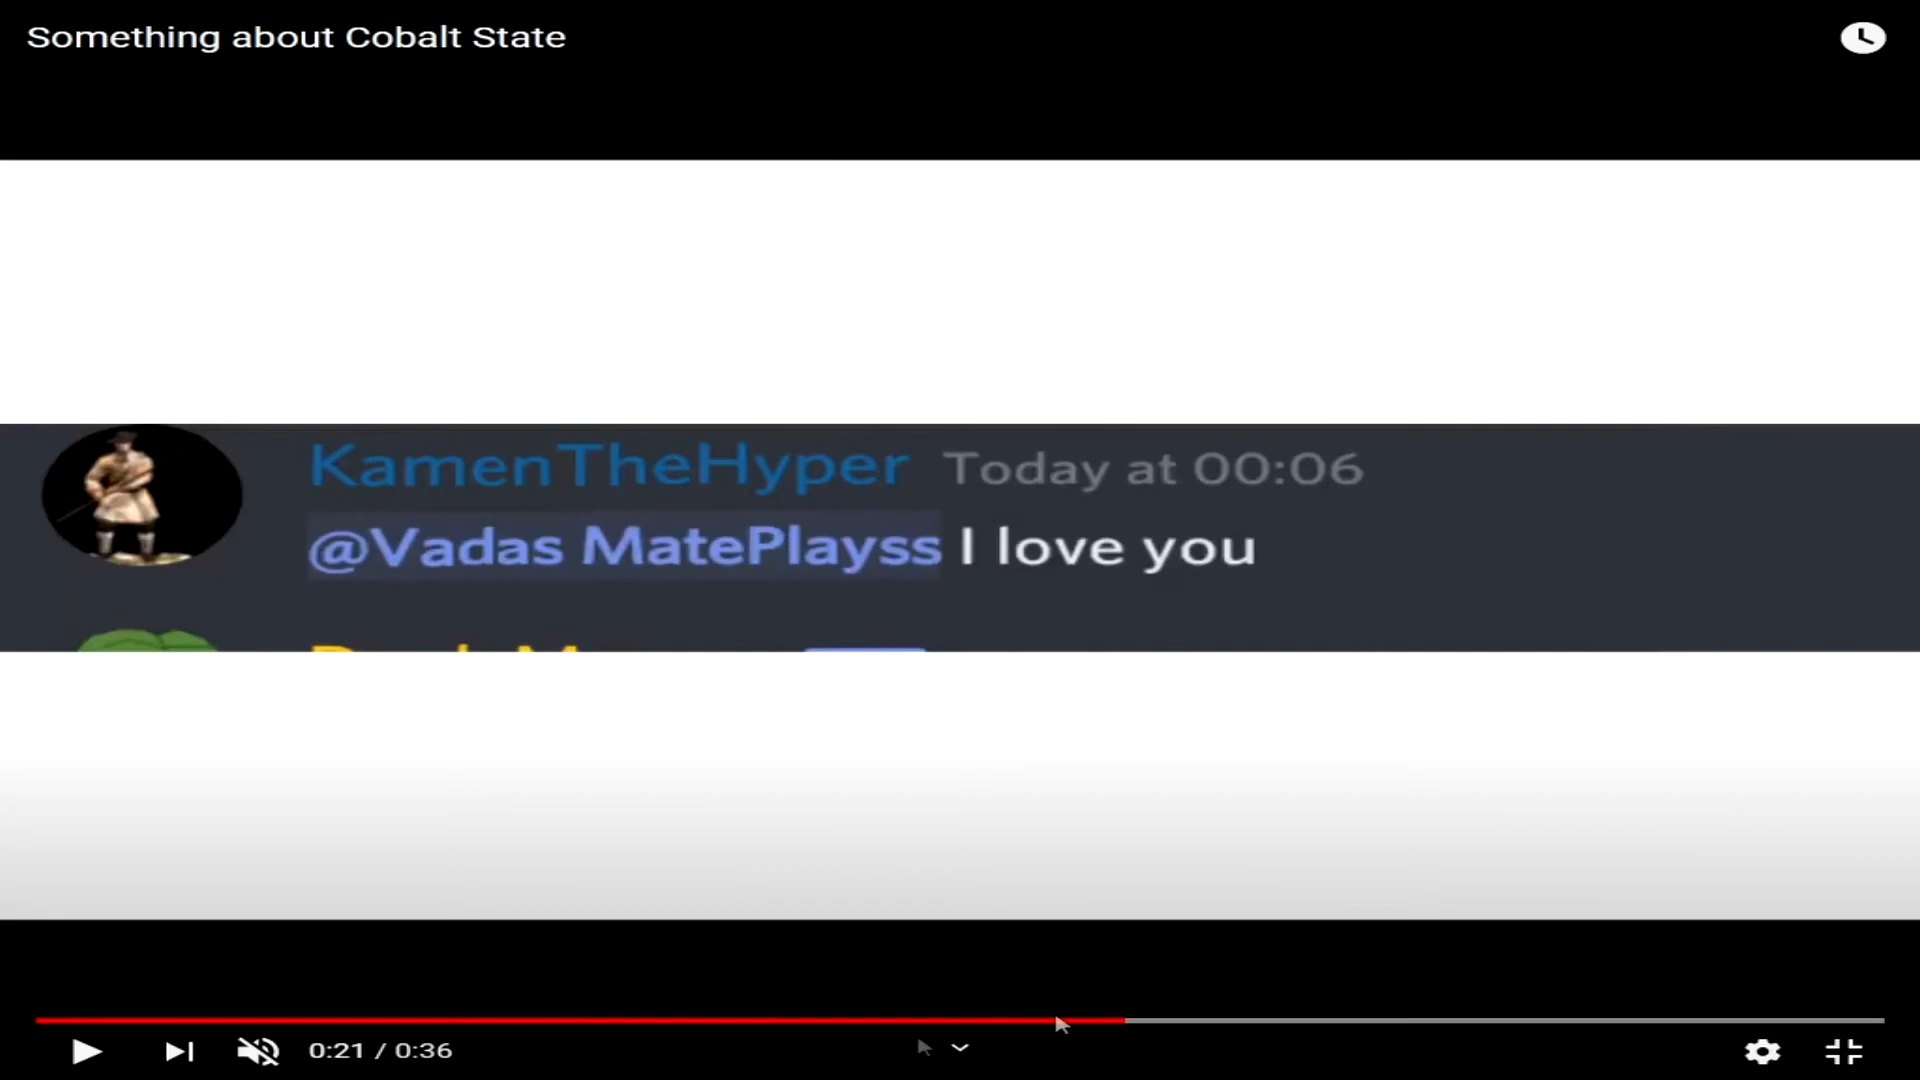 Something about Cobalt State
KamenTheHyper Today at 00:06
@Vadas MatePlayss I love you
0:21 / 0:36